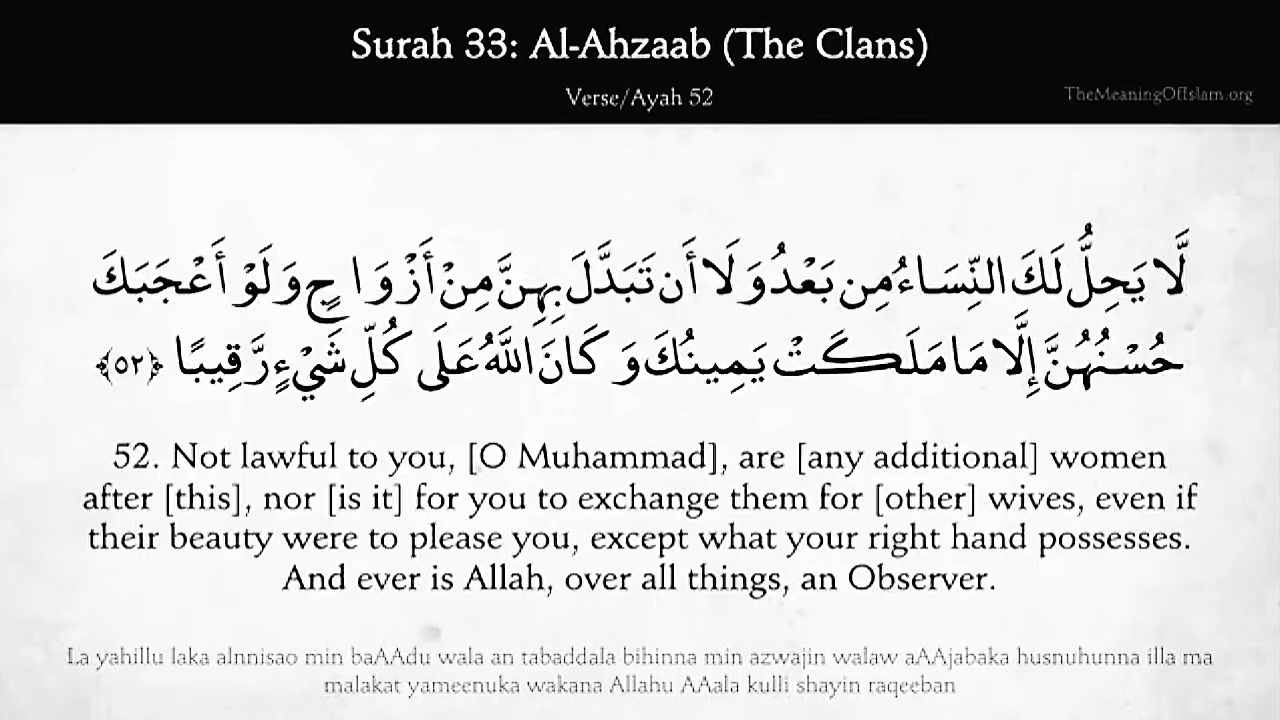 Surah 33: Al-Ahzaab (The Clans)
Verse/Ayah 52
TheMeaningOfIslam.org
لَّا يَحِلُّ لَكَ النِّسَاءُ مِن بَعْدُ وَلَا أَن تَبَدَّلَ بِهِنَّ مِنْ أَزْوَاجٍ وَلَوْ أَعْجَبَكَ
حُسْنُهُنَّ إِلَّا مَا مَلَكَتْ يَمِينُكَ وَكَانَ اللَّهُ عَلَى كُلِّ شَيْءٍ رَّقِيبًا ﴿٥٢﴾
52. Not lawful to you, [O Muhammad], are [any additional] women
after [this], nor [is it] for you to exchange them for [other] wives, even if
their beauty were to please you, except what your right hand possesses.
And ever is Allah, over all things, an Observer.
La yahillu laka alnnisao min baAAdu wala an tabaddala bihinna min azwajin walaw aAAjabaka husnuhunna illa ma
malakat yameenuka wakana Allahu AAala kulli shayin raqeeban